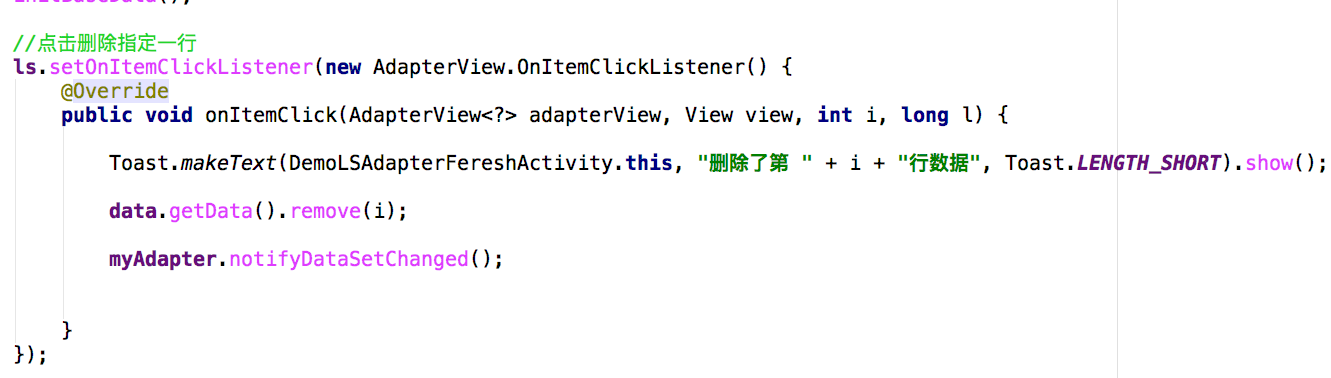 initBaseData();
//点击删除指定一行
ls.setOnItemClickListener(new AdapterView.OnItemClickListener() {
@Override
public void onItemClick(AdapterView<?> adapterView, View view, int i, long l) {
Toast.makeText(DemoLSAdapterFereshActivity.this, "删除了第 " + i + "行数据", Toast.LENGTH_SHORT).show();
data.getData().remove(i);
myAdapter.notifyDataSetChanged();
}
});